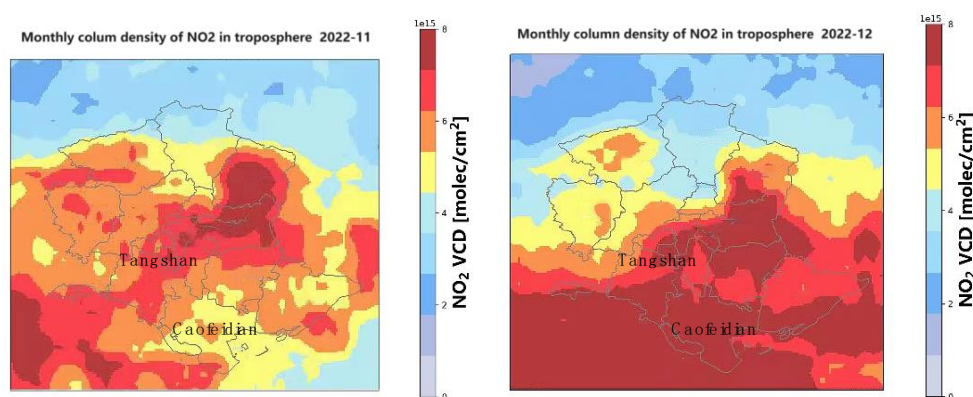 1e15
Monthly colum density of NO2 in troposphere 2022-11
8
6
4
2
0
NO₂ VCD [molec/cm²]
Tangshan
Caofeidian
1e15
Monthly column density of NO2 in troposphere 2022-12
8
6
4
2
0
NO₂ VCD [molec/cm²]
Tangshan
Caofeidian